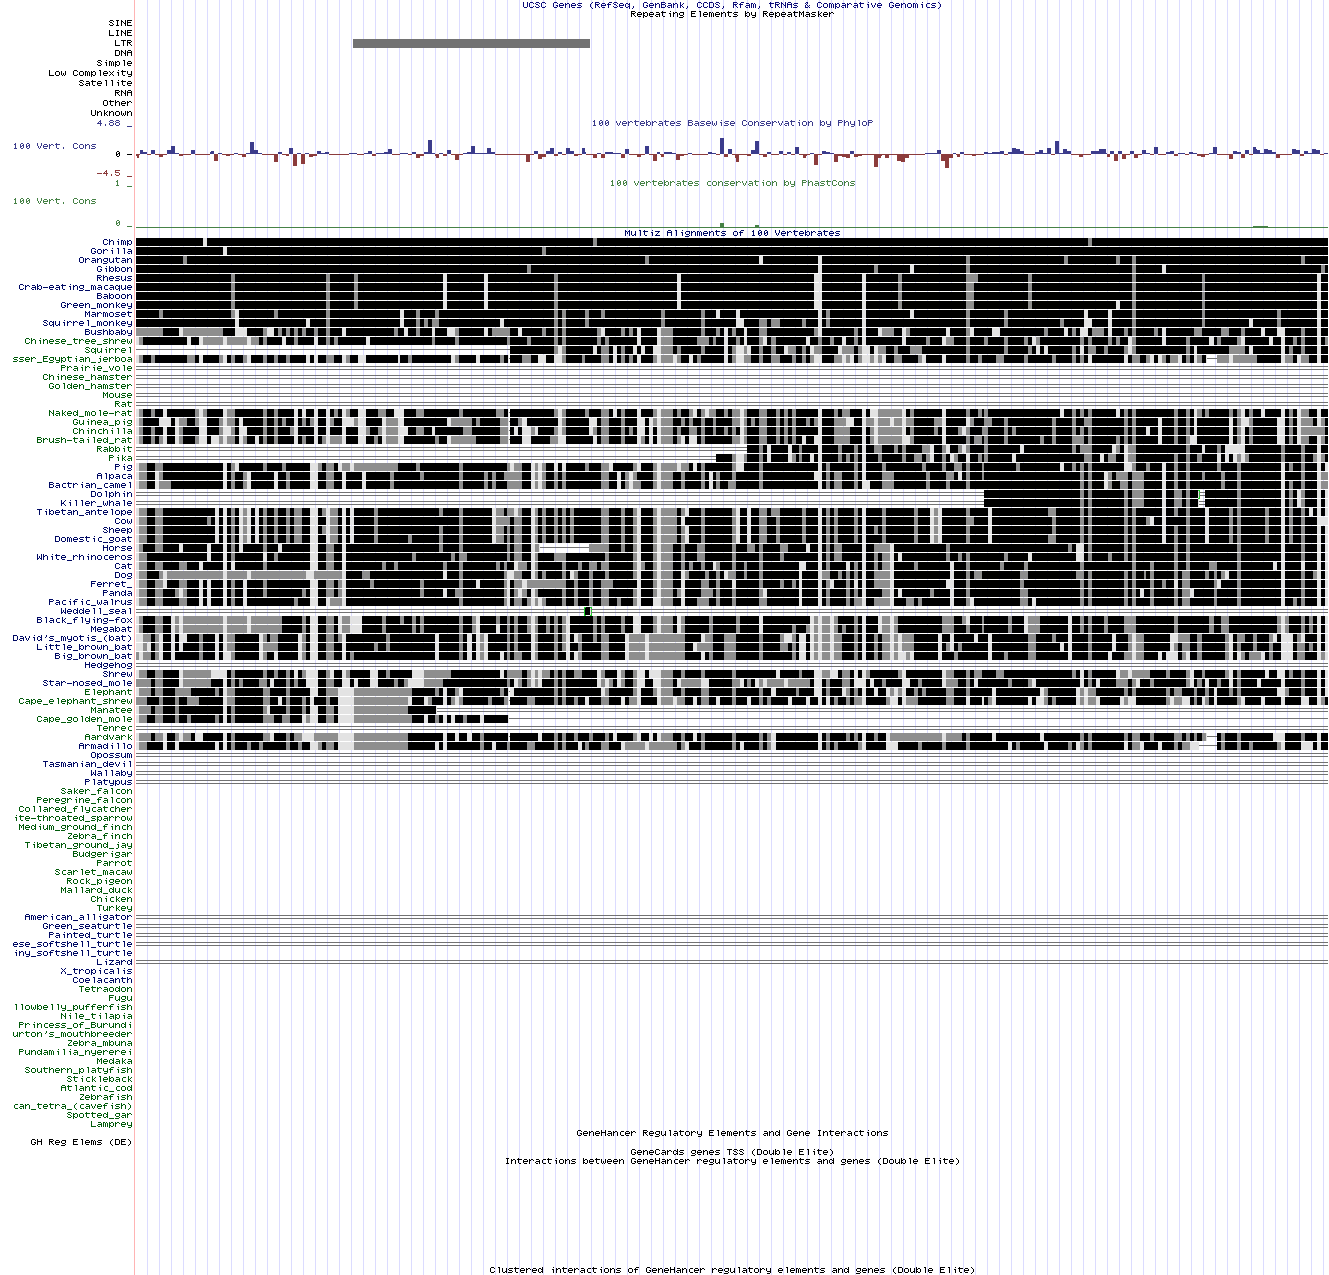 UCSC Genes (RefSeq, GenBank, CCDS, Rfam, tRNAs & Comparative Genomics)
Repeating Elements by RepeatMasker
SINE
LINE
LTR
DNA
Simple
Low Complexity
Satellite
RNA
Other
Unknown
4.88 _
100 vertebrates Basewise Conservation by PhyloP
100 Vert. Cons
0 _
-4.5 _
1 _
100 vertebrates conservation by PhastCons
100 Vert. Cons
0 _
Multiz Alignments of 100 Vertebrates
Chimp
Gorilla
Orangutan
Gibbon
Rhesus
Crab-eating_macaque
Baboon
Green_monkey
Marmoset
Squirrel_monkey
Bushbaby
Chinese_tree_shrew
Squirrel
sser_Egyptian_jerboa
Prairie_vole
Chinese_hamster
Golden_hamster
Mouse
Rat
Naked_mole-rat
Guinea_pig
Chinchilla
Brush-tailed_rat
Rabbit
Pika
Pig
Alpaca
Bactrian_camel
Dolphin
Killer_whale
Tibetan_antelope
Cow
Sheep
Domestic_goat
Horse
White_rhinoceros
Cat
Dog
Ferret_
Panda
Pacific_walrus
Weddell_seal
Black_flying-fox
Megabat
David's_myotis_(bat)
Little_brown_bat
Big_brown_bat
Hedgehog
Shrew
Star-nosed_mole
Elephant
Cape_elephant_shrew
Manatee
Cape_golden_mole
Tenrec
Aardvark
Armadillo
Opossum
Tasmanian_devil
Wallaby
Platypus
Saker_falcon
Peregrine_falcon
Collared_flycatcher
ite-throated_sparrow
Medium_ground_finch
Zebra_finch
Tibetan_ground_jay
Budgerigar
Parrot
Scarlet_macaw
Rock_pigeon
Mallard_duck
Chicken
Turkey
American_alligator
Green_seaturtle
Painted_turtle
ese_softshell_turtle
iny_softshell_turtle
Lizard
X_tropicalis
Coelacanth
Tetraodon
Fugu
llowbelly_pufferfish
Nile_tilapia
Princess_of_Burundi
urton's_mouthbreeder
Zebra_mbuna
Pundamilia_nyererei
Medaka
Southern_platyfish
Stickleback
Atlantic_cod
Zebrafish
can_tetra_(cavefish)
Spotted_gar
Lamprey
GeneHancer Regulatory Elements and Gene Interactions
GH Reg Elems (DE)
GeneCards genes TSS (Double Elite)
Interactions between GeneHancer regulatory elements and genes (Double Elite)
Clustered interactions of GeneHancer regulatory elements and genes (Double Elite)